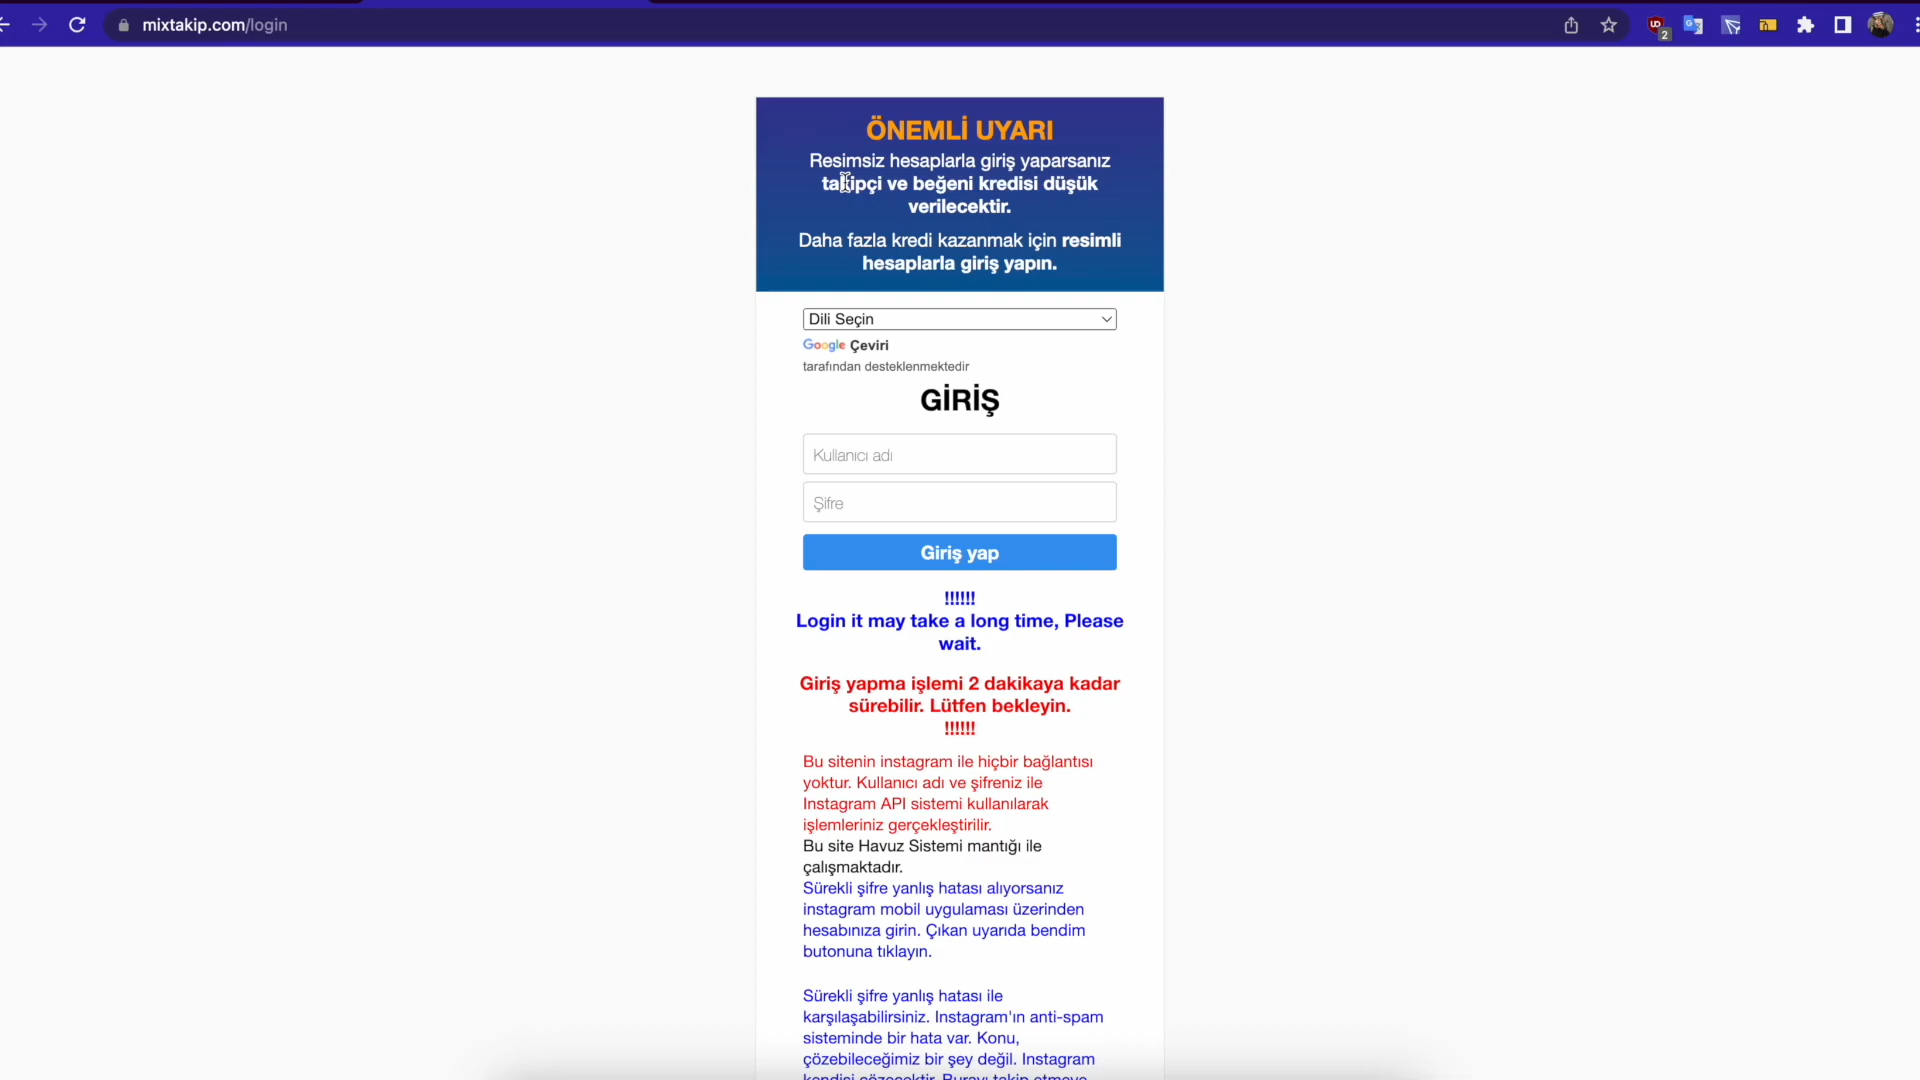 mixtakip.com/login
2
ÖNEMLİ UYARI
Resimsiz hesaplarla giriş yaparsanız
takipçi ve beğeni kredisi düşük
verilecektir.
Daha fazla kredi kazanmak için resimli
hesaplarla giriş yapın.
Dili Seçin
Google Çeviri
tarafından desteklenmektedir
GİRİŞ
Kullanıcı adı
Şifre
Giriş yap
!!!!!!
Login it may take a long time, Please
wait.
Giriş yapma işlemi 2 dakikaya kadar
sürebilir. Lütfen bekleyin.
!!!!!!
Bu sitenin instagram ile hiçbir bağlantısı
yoktur. Kullanıcı adı ve şifreniz ile
Instagram API sistemi kullanılarak
işlemleriniz gerçekleştirilir.
Bu site Havuz Sistemi mantığı ile
çalışmaktadır.
Sürekli şifre yanlış hatası alıyorsanız
instagram mobil uygulaması üzerinden
hesabınıza girin. Çıkan uyarıda bendim
butonuna tıklayın.
Sürekli şifre yanlış hatası ile
karşılaşabilirsiniz. Instagram'ın anti-spam
sisteminde bir hata var. Konu,
çözebileceğimiz bir şey değil. Instagram